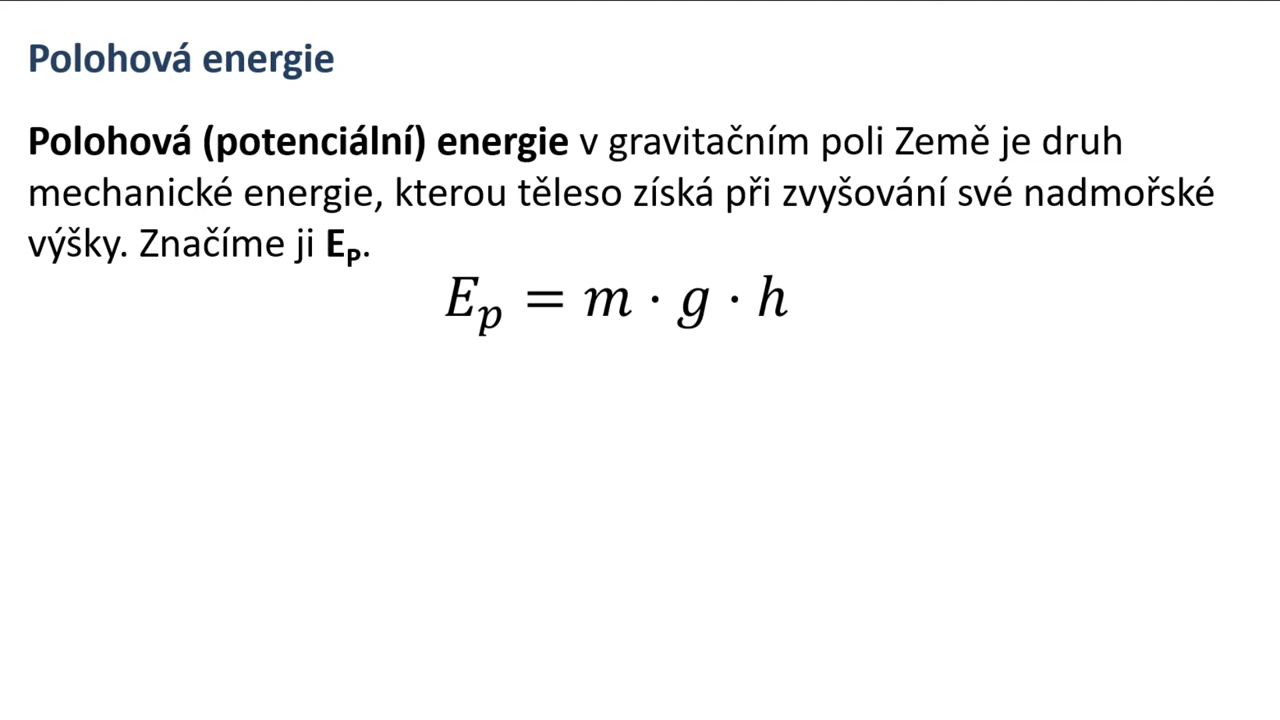 Polohová energie
Polohová (potenciální) energie v gravitačním poli Země je druh
mechanické energie, kterou těleso získá při zvyšování své nadmořské
výšky. Značíme ji Eₚ.
Eₚ = m · g · h